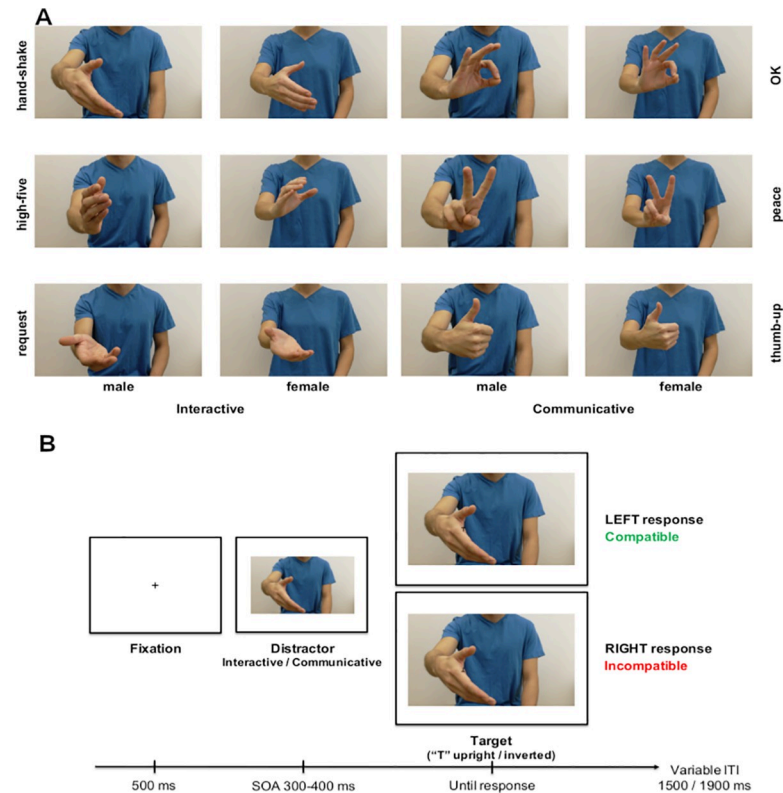 A
hand-shake
OK
high-five
peace
request
thumb-up
male
female
male
female
Interactive
Communicative
B
LEFT response
Compatible
Fixation
Distractor
Interactive / Communicative
RIGHT response
Incompatible
Target
("T" upright / inverted)
500 ms
SOA 300-400 ms
Until response
Variable ITI
1500 / 1900 ms